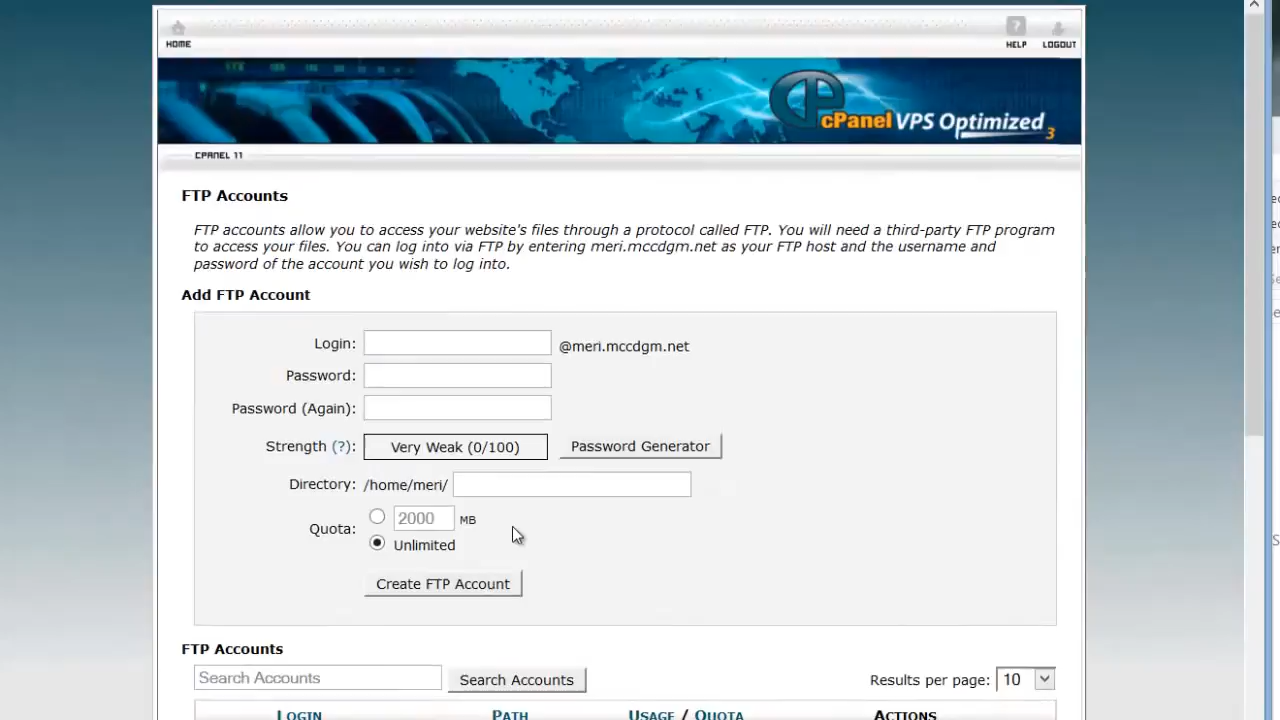 HOME
HELP
LOGOUT
cPanel VPS Optimized 3
CPANEL 11
FTP Accounts
FTP accounts allow you to access your website's files through a protocol called FTP. You will need a third-party FTP program
to access your files. You can log into via FTP by entering meri.mccdgm.net as your FTP host and the username and
password of the account you wish to log into.
Add FTP Account
Login: @meri.mccdgm.net
Password:
Password (Again):
Strength (?): Very Weak (0/100) Password Generator
Directory: /home/meri/
Quota: 2000 MB
Unlimited
Create FTP Account
FTP Accounts
Search Accounts Search Accounts Results per page: 10
LOGIN PATH USAGE / QUOTA ACTIONS